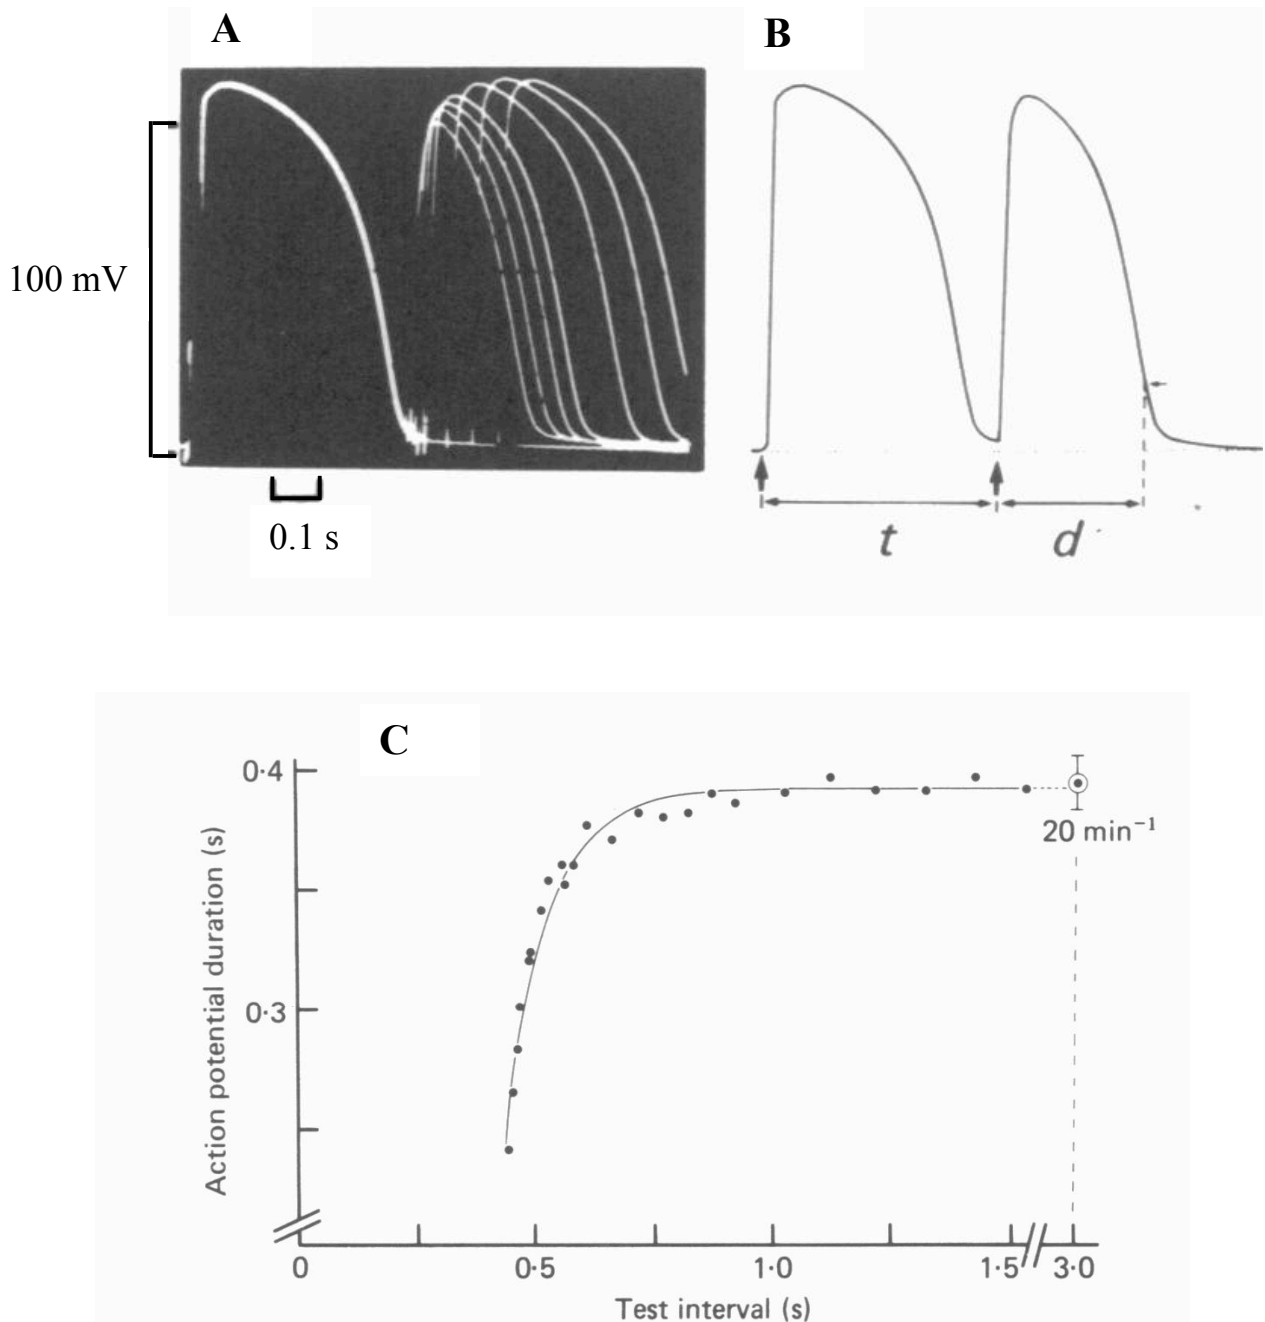 A
B
100 mV
0.1 s
t
d
C
Action potential duration (s)
0·4
0·3
20 min⁻¹
0
0·5
1·0
1·5
3·0
Test interval (s)